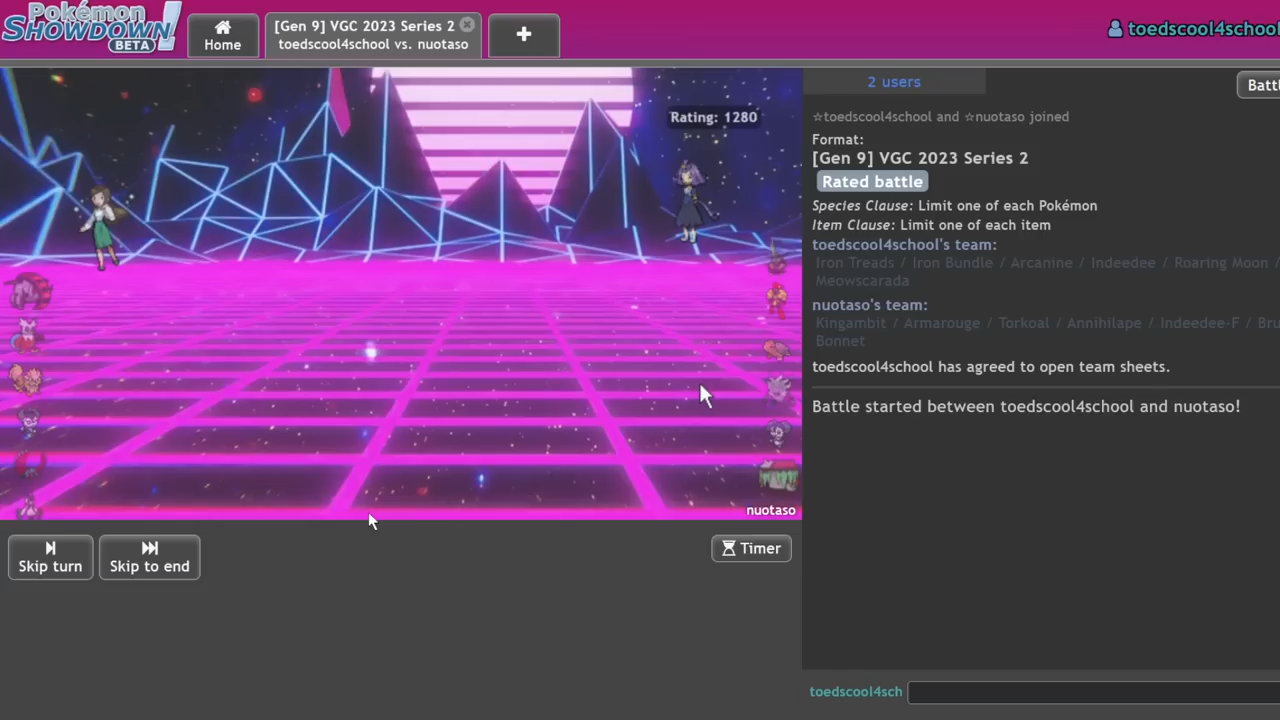 Pokémon
SHOWDOWN!
BETA
Home
[Gen 9] VGC 2023 Series 2
toedscool4school vs. nuotaso
toedscool4school
Rating: 1280
nuotaso
Skip turn
Skip to end
Timer
2 users
☆toedscool4school and ☆nuotaso joined
Format:
[Gen 9] VGC 2023 Series 2
Rated battle
Species Clause: Limit one of each Pokémon
Item Clause: Limit one of each item
toedscool4school's team:
Iron Treads / Iron Bundle / Arcanine / Indeedee / Roaring Moon /
Meowscarada
nuotaso's team:
Kingambit / Armarouge / Torkoal / Annihilape / Indeedee-F / Bru
Bonnet
toedscool4school has agreed to open team sheets.
Battle started between toedscool4school and nuotaso!
toedscool4sch